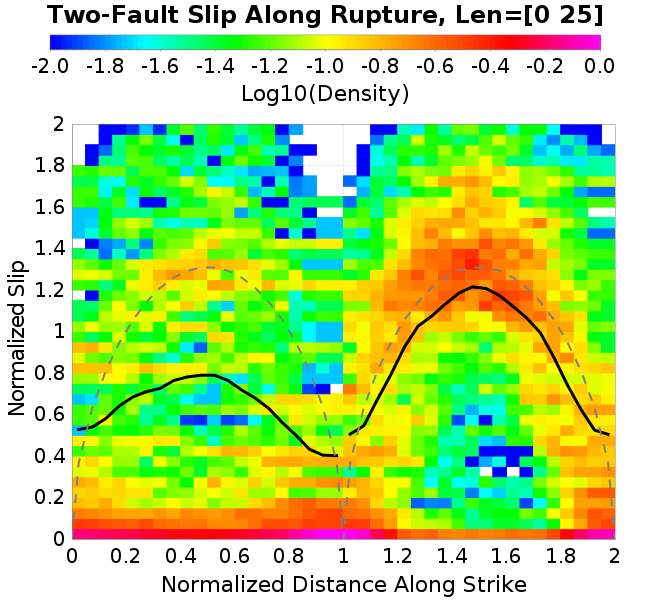 Two-Fault Slip Along Rupture, Len=[0 25]
-2.0 -1.8 -1.6 -1.4 -1.2 -1.0 -0.8 -0.6 -0.4 -0.2 0.0
Log10(Density)
2
1.8
1.6
1.4
1.2
1
0.8
0.6
0.4
0.2
0
Normalized Slip
0 0.2 0.4 0.6 0.8 1 1.2 1.4 1.6 1.8 2
Normalized Distance Along Strike